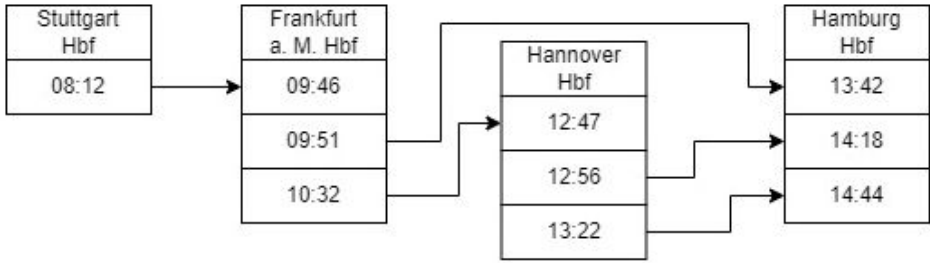 Stuttgart
Hbf
08:12
Frankfurt
a. M. Hbf
09:46
09:51
10:32
Hannover
Hbf
12:47
12:56
13:22
Hamburg
Hbf
13:42
14:18
14:44